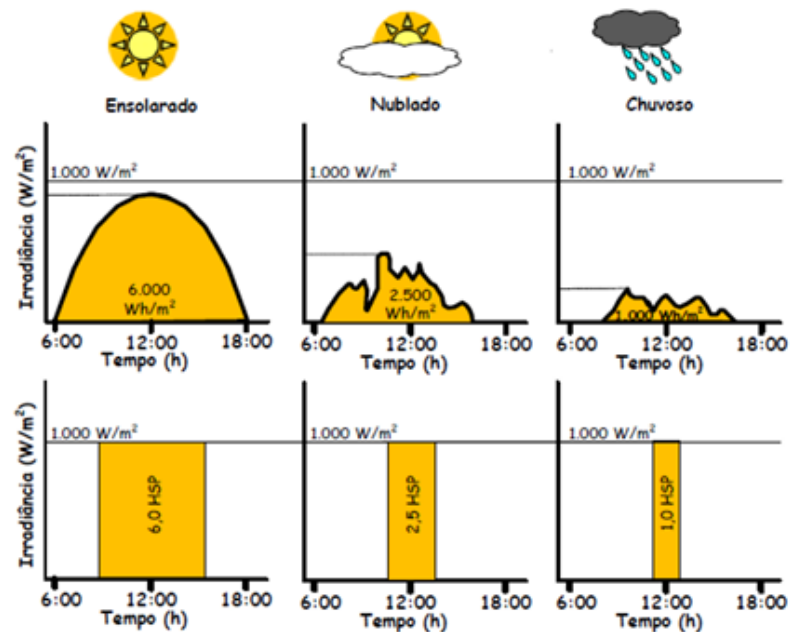 Ensolarado
Nublado
Chuvoso
Irradiância (W/m²)
1.000 W/m²
1.000 W/m²
1.000 W/m²
6.000
Wh/m²
2.500
Wh/m²
1.000 Wh/m²
6:00 12:00 18:00
6:00 12:00 18:00
6:00 12:00 18:00
Tempo (h)
Tempo (h)
Tempo (h)
Irradiância (W/m²)
1.000 W/m²
1.000 W/m²
1.000 W/m²
6,0 HSP
2,5 HSP
1,0 HSP
6:00 12:00 18:00
6:00 12:00 18:00
6:00 12:00 18:00
Tempo (h)
Tempo (h)
Tempo (h)